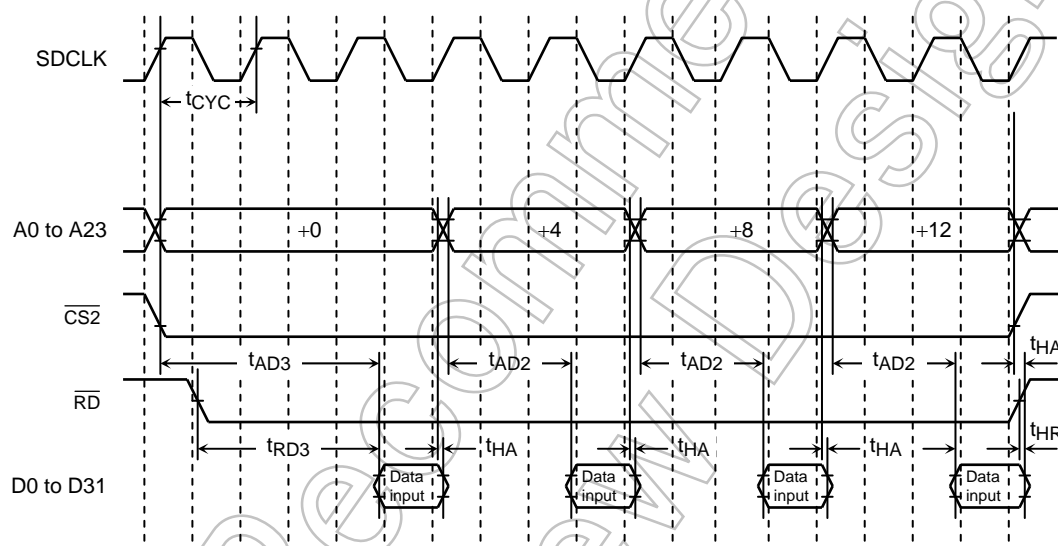 SDCLK
tCYC
A0 to A23
+0
+4
+8
+12
CS2
tAD3
tAD2
tAD2
tAD2
tHA
RD
tRD3
tHA
tHA
tHA
tHR
D0 to D31
Data
input
Data
input
Data
input
Data
input